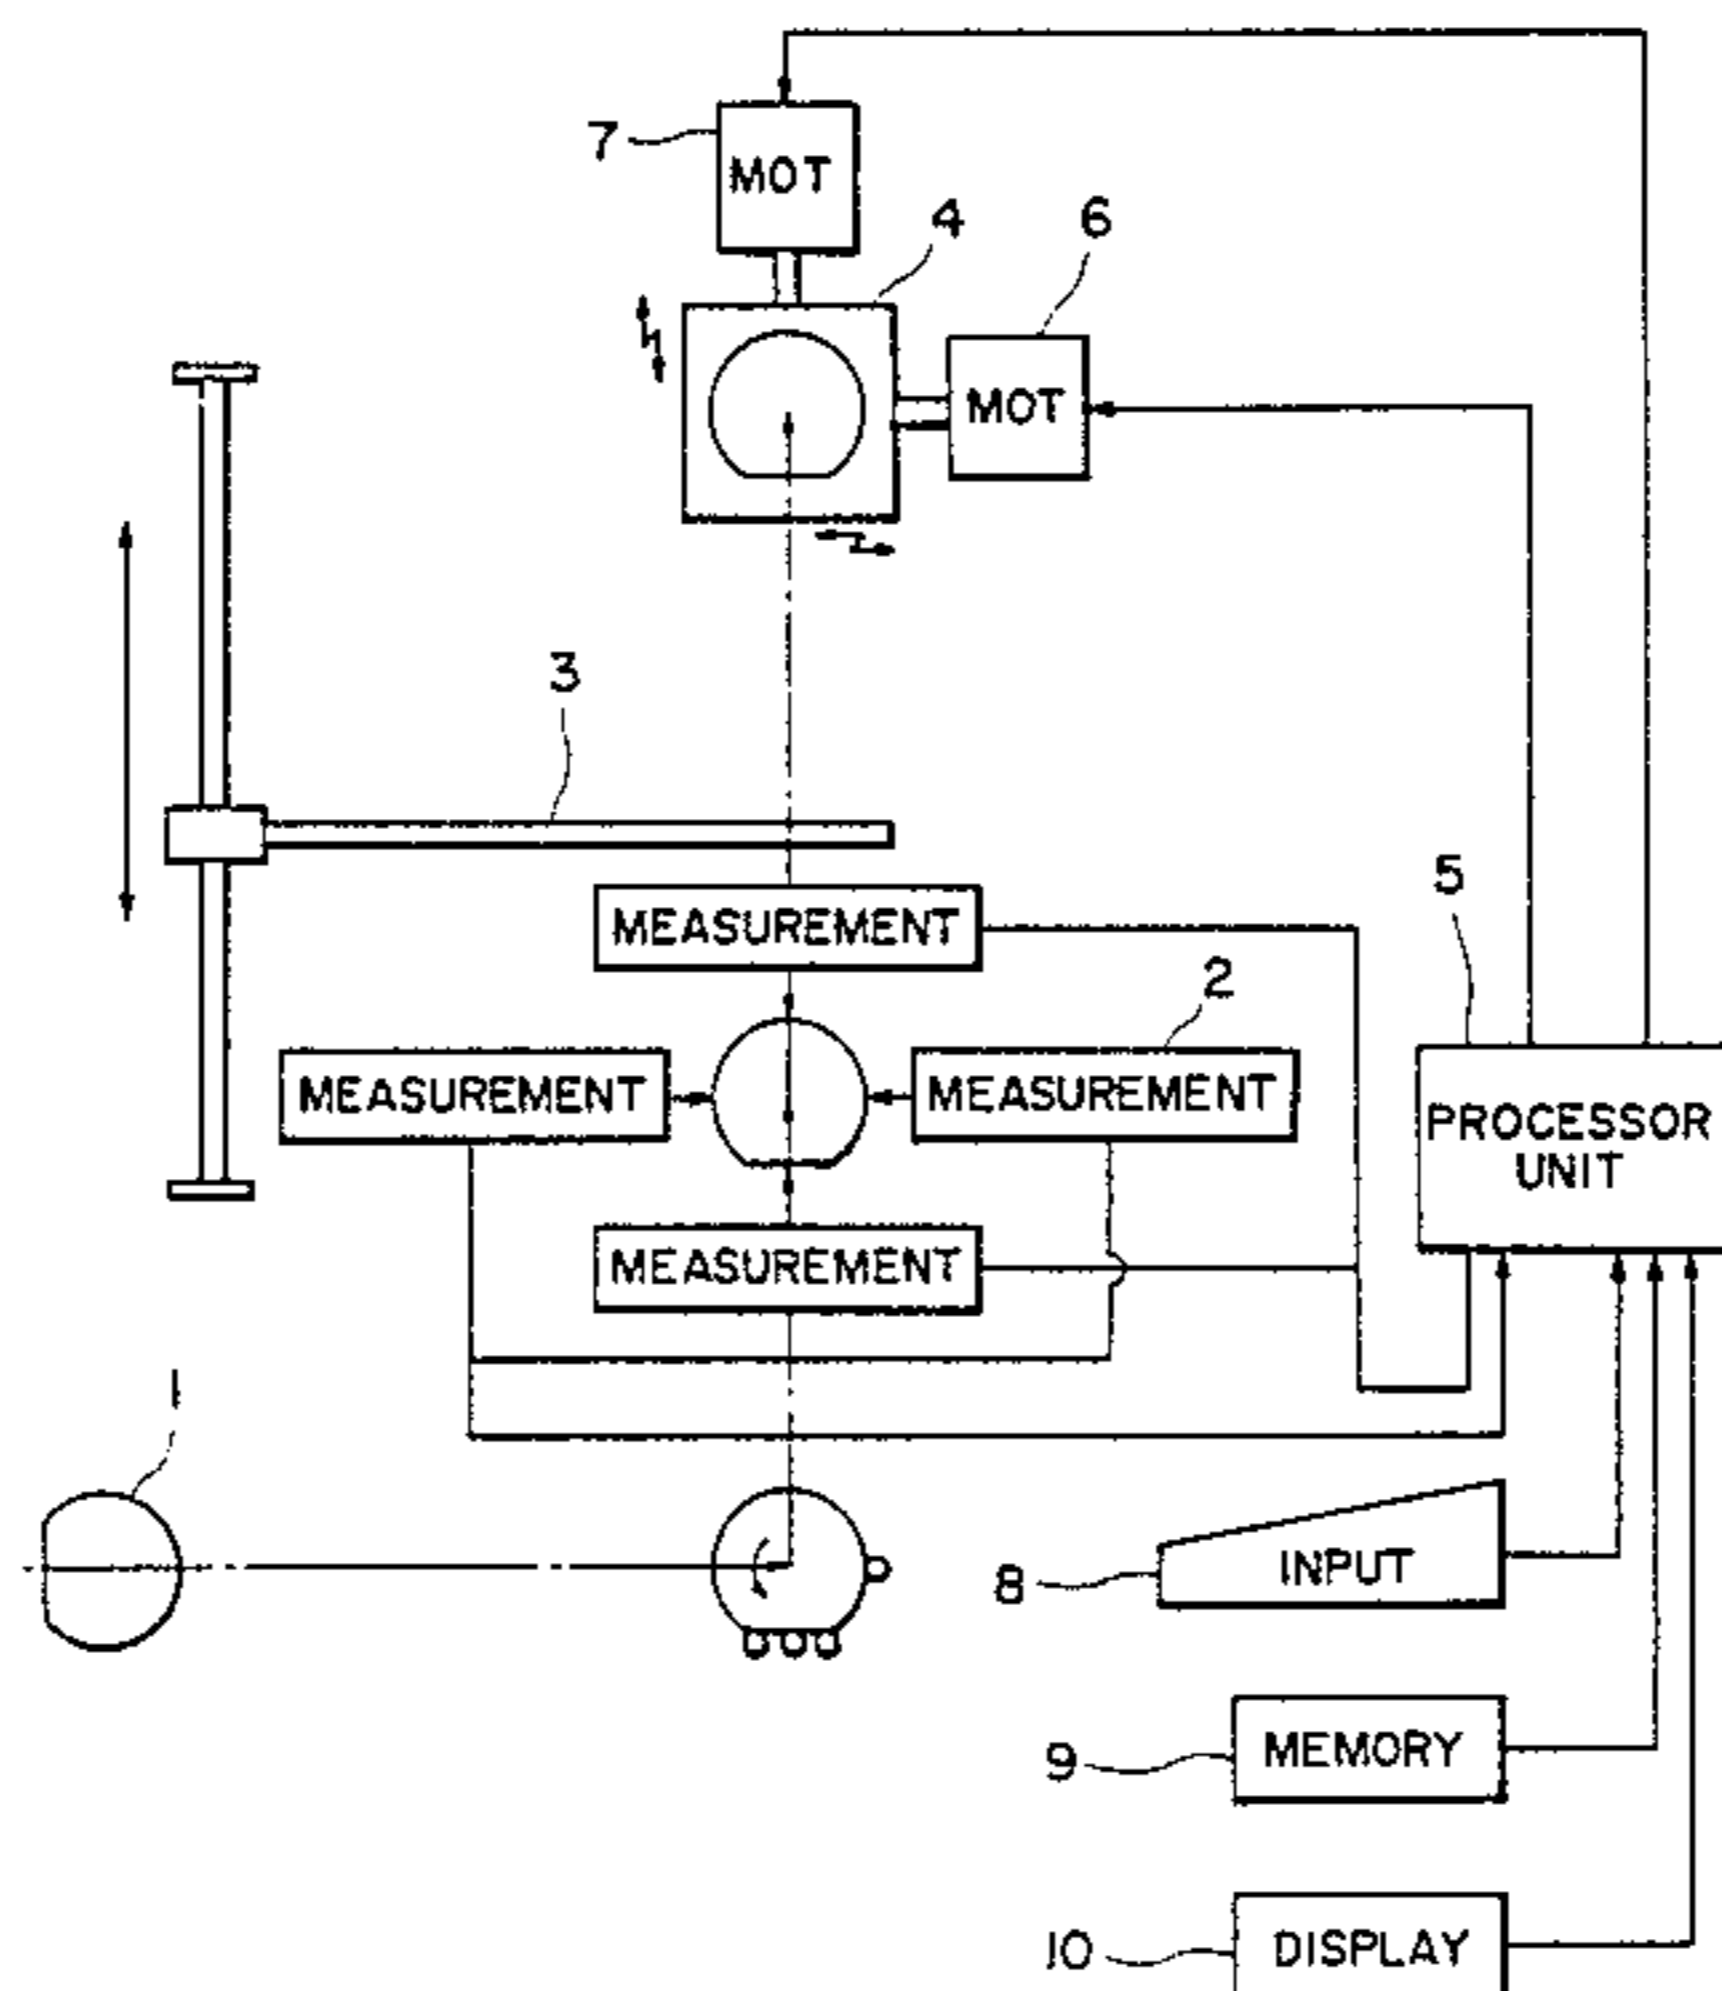 7
MOT
4
6
MOT
3
MEASUREMENT
5
2
MEASUREMENT
MEASUREMENT
PROCESSOR
UNIT
MEASUREMENT
1
8
INPUT
9
MEMORY
10
DISPLAY